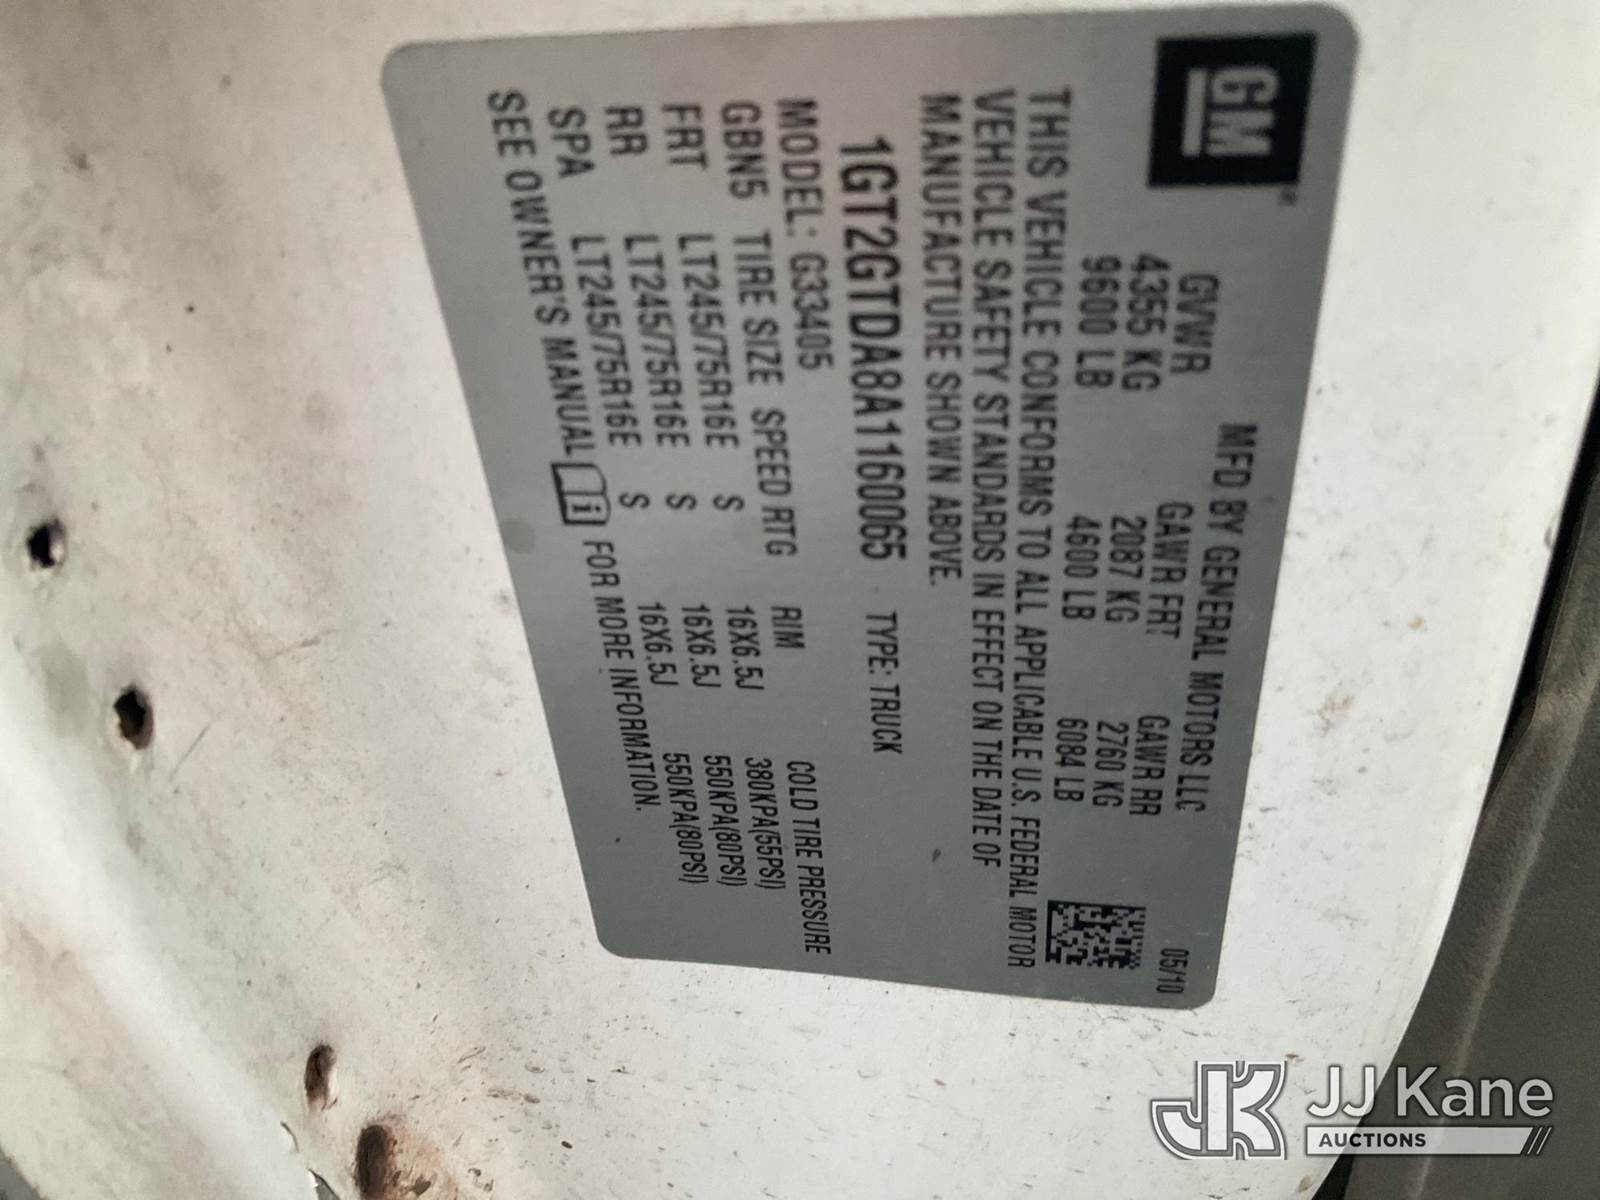 GM®
MFD BY GENERAL MOTORS LLC 05/10
GVWR GAWR FRT GAWR RR
4355 KG 2087 KG 2760 KG
9600 LB 4600 LB 6084 LB
THIS VEHICLE CONFORMS TO ALL APPLICABLE U.S. FEDERAL MOTOR
VEHICLE SAFETY STANDARDS IN EFFECT ON THE DATE OF
MANUFACTURE SHOWN ABOVE.
1GT2GTDA8A1160065 TYPE: TRUCK
MODEL: G33405
GBN5 TIRE SIZE SPEED RTG RIM COLD TIRE PRESSURE
FRT LT245/75R16E S 16X6.5J 380KPA(55PSI)
RR LT245/75R16E S 16X6.5J 550KPA(80PSI)
SPA LT245/75R16E S 16X6.5J 550KPA(80PSI)
SEE OWNER'S MANUAL i FOR MORE INFORMATION.
JK JJ Kane
AUCTIONS